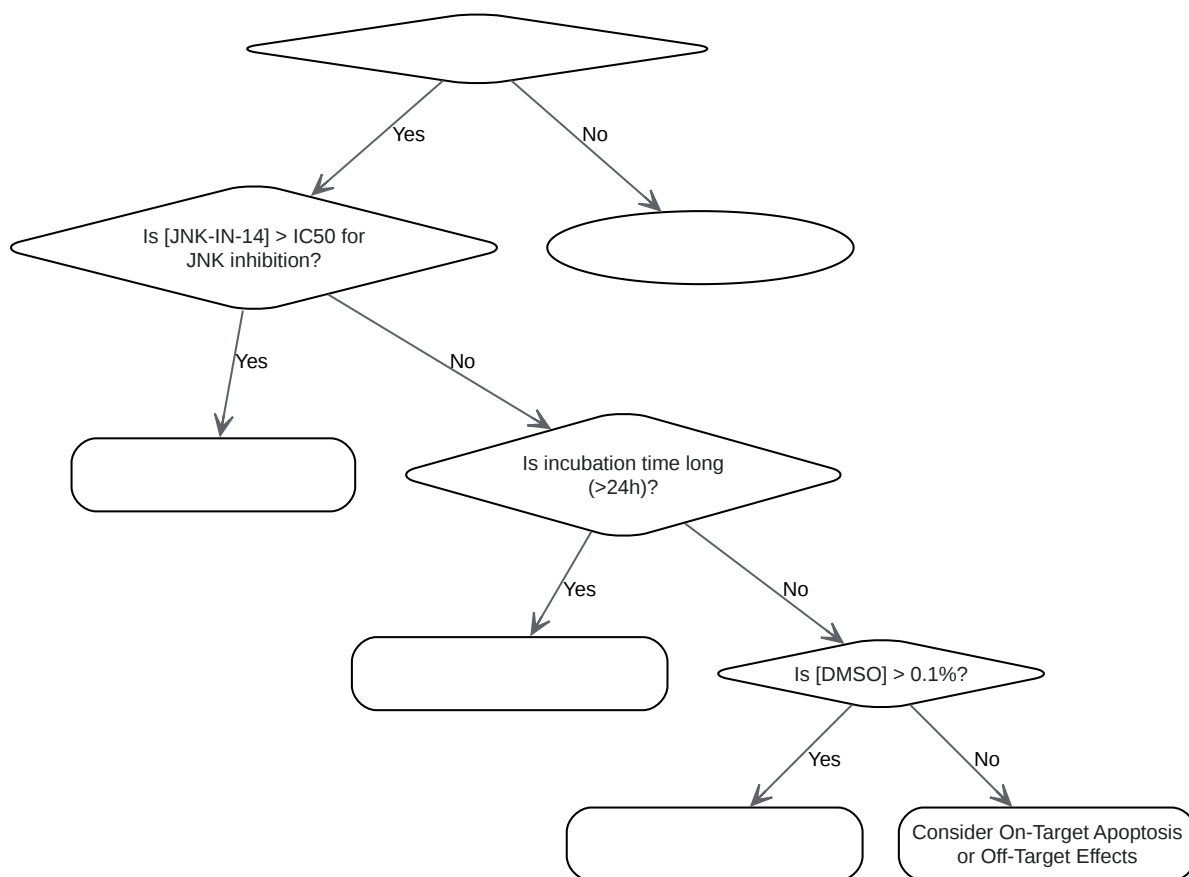 Yes
No
Is [JNK-IN-14] > IC50 for
JNK inhibition?
Yes
No
Is incubation time long
(>24h)?
Yes
No
Is [DMSO] > 0.1%?
Yes
No
Consider On-Target Apoptosis
or Off-Target Effects